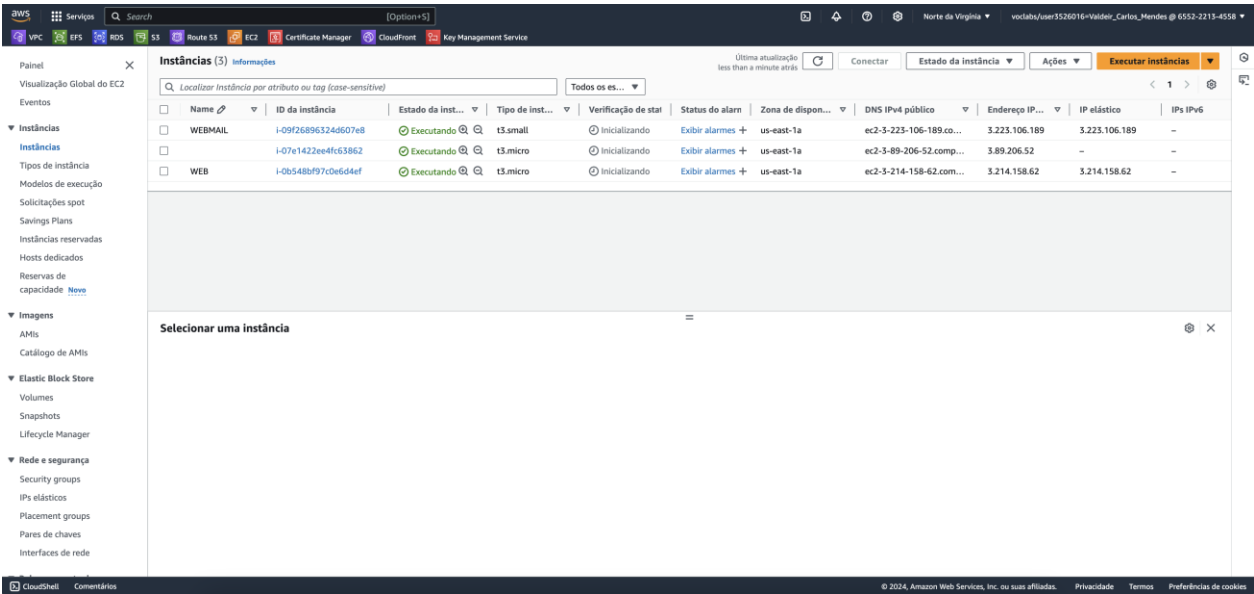 aws Serviços Search [Option+S] Norte da Virgínia voclabs/user3526016=Valdeir_Carlos_Mendes @ 6552-2213-4558
VPC EFS RDS S3 Route 53 EC2 Certificate Manager CloudFront Key Management Service
Painel
Visualização Global do EC2
Eventos
Instâncias
Instâncias
Tipos de instância
Modelos de execução
Solicitações spot
Savings Plans
Instâncias reservadas
Hosts dedicados
Reservas de
capacidade Novo
Imagens
AMIs
Catálogo de AMIs
Elastic Block Store
Volumes
Snapshots
Lifecycle Manager
Rede e segurança
Security groups
IPs elásticos
Placement groups
Pares de chaves
Interfaces de rede
Instâncias (3) Informações
Última atualização
less than a minute atrás
Conectar Estado da instância Ações Executar instâncias
Localizar Instância por atributo ou tag (case-sensitive) Todos os es... 1
Name ID da instância Estado da inst... Tipo de inst... Verificação de stat Status do alarm Zona de dispon... DNS IPv4 público Endereço IP... IP elástico IPs IPv6
WEBMAIL i-09f26896324d607e8 Executando t3.small Inicializando Exibir alarmes + us-east-1a ec2-3-223-106-189.co... 3.223.106.189 3.223.106.189 –
i-07e1422ee4fc63862 Executando t3.micro Inicializando Exibir alarmes + us-east-1a ec2-3-89-206-52.comp... 3.89.206.52 – –
WEB i-0b548bf97c0e6d4ef Executando t3.micro Inicializando Exibir alarmes + us-east-1a ec2-3-214-158-62.com... 3.214.158.62 3.214.158.62 –
Selecionar uma instância
CloudShell Comentários © 2024, Amazon Web Services, Inc. ou suas afiliadas. Privacidade Termos Preferências de cookies